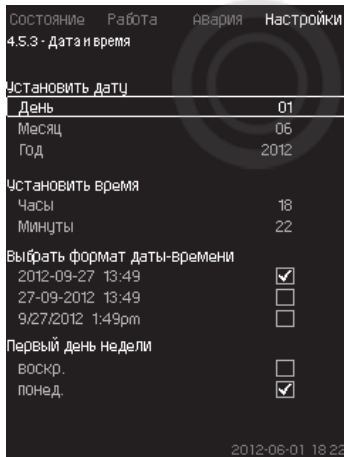 Состояние Работа Авария Настройки
4.5.3 - Дата и время
Установить дату
День 01
Месяц 06
Год 2012
Установить время
Часы 18
Минуты 22
Выбрать формат даты-времени
2012-09-27 13:49
27-09-2012 13:49
9/27/2012 1:49pm
Первый день недели
воскр.
понед.
2012-06-01 18:22